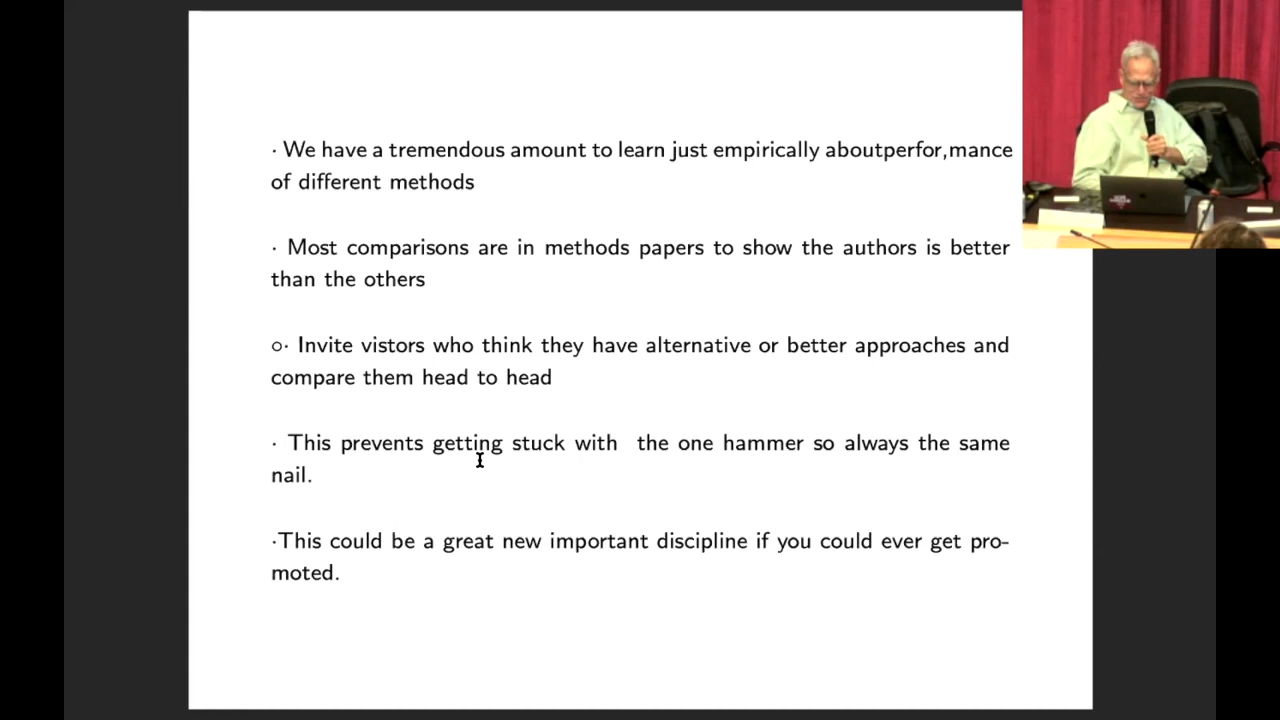 · We have a tremendous amount to learn just empirically aboutperfor,mance
of different methods
· Most comparisons are in methods papers to show the authors is better
than the others
○· Invite vistors who think they have alternative or better approaches and
compare them head to head
· This prevents getting stuck with the one hammer so always the same
nail.
·This could be a great new important discipline if you could ever get pro-
moted.